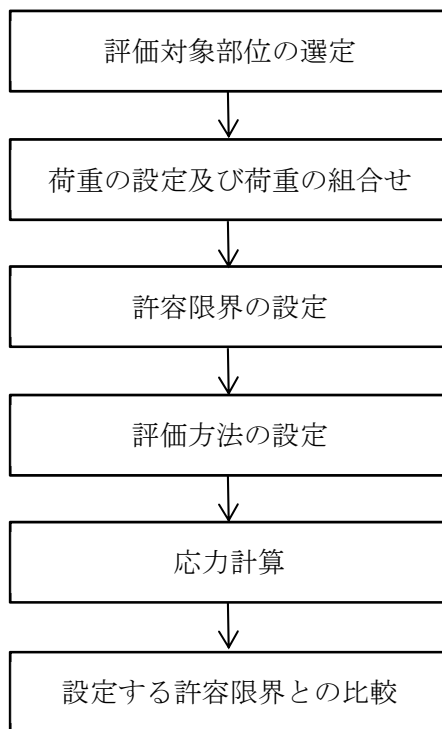 評価対象部位の選定
荷重の設定及び荷重の組合せ
許容限界の設定
評価方法の設定
応力計算
設定する許容限界との比較